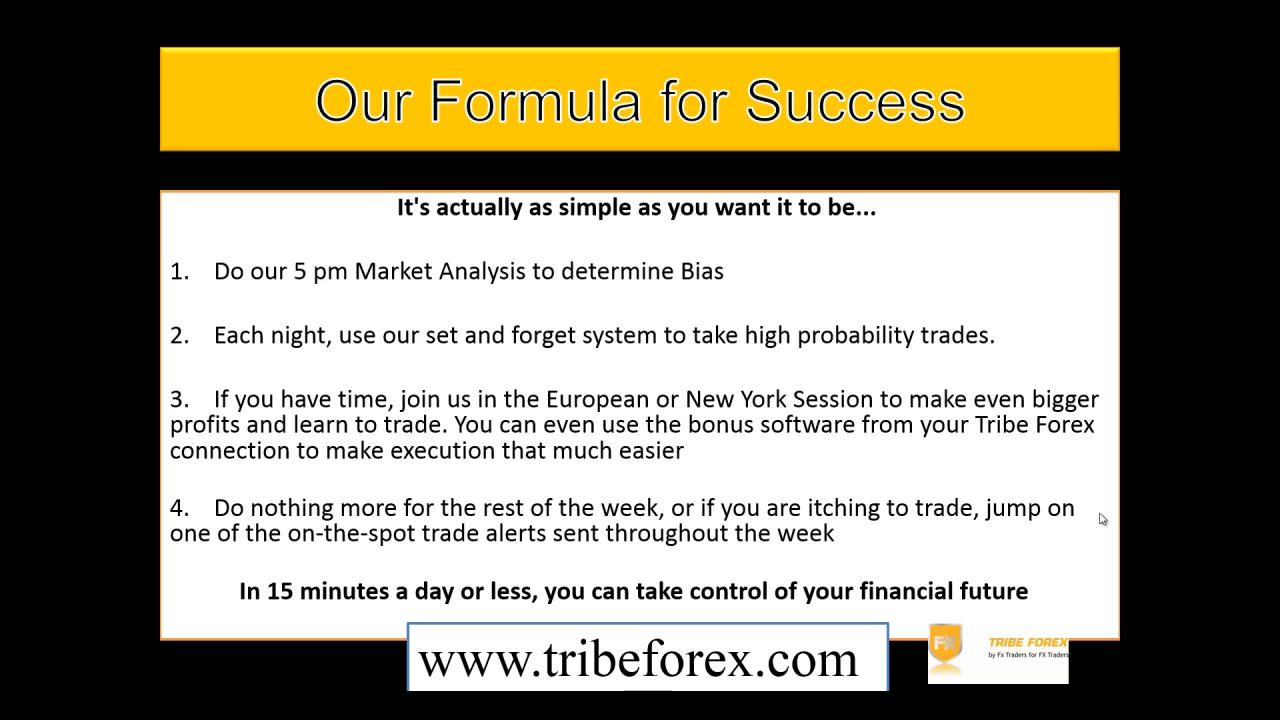 Our Formula for Success
It's actually as simple as you want it to be...
1. Do our 5 pm Market Analysis to determine Bias
2. Each night, use our set and forget system to take high probability trades.
3. If you have time, join us in the European or New York Session to make even bigger
profits and learn to trade. You can even use the bonus software from your Tribe Forex
connection to make execution that much easier
4. Do nothing more for the rest of the week, or if you are itching to trade, jump on
one of the on-the-spot trade alerts sent throughout the week
In 15 minutes a day or less, you can take control of your financial future
www.tribeforex.com
FX
TRIBE FOREX
by Fx Traders for FX Traders